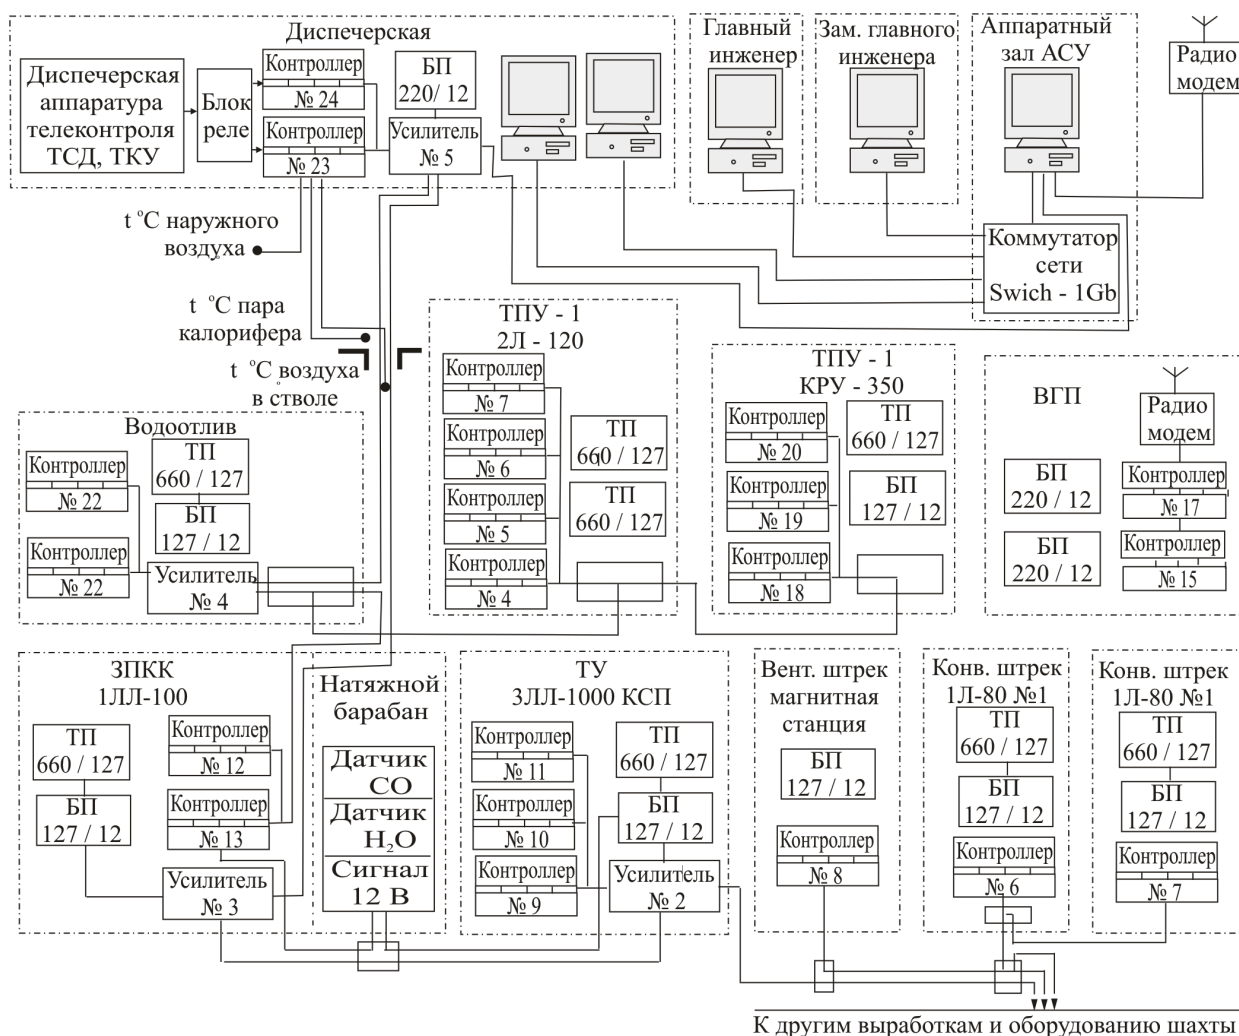 Диспечерская
Диспечерская
аппаратура
телеконтроля
ТСД, ТКУ
Блок
реле
Контроллер
№ 24
Контроллер
№ 23
БП
220/ 12
Усилитель
№ 5
Главный
инженер
Зам. главного
инженера
Аппаратный
зал АСУ
Радио
модем
Коммутатор
сети
Swich - 1Gb
t °C наружного
воздуха
t °C пара
калорифера
t °C воздуха
в стволе
Водоотлив
Контроллер
№ 22
Контроллер
№ 22
ТП
660 / 127
БП
127 / 12
Усилитель
№ 4
ТПУ - 1
2Л - 120
Контроллер
№ 7
Контроллер
№ 6
Контроллер
№ 5
Контроллер
№ 4
ТП
660 / 127
ТП
660 / 127
ТПУ - 1
КРУ - 350
Контроллер
№ 20
Контроллер
№ 19
Контроллер
№ 18
ТП
660 / 127
БП
127 / 12
ВГП
БП
220 / 12
БП
220 / 12
Радио
модем
Контроллер
№ 17
Контроллер
№ 15
ЗПКК
1ЛЛ-100
ТП
660 / 127
БП
127 / 12
Контроллер
№ 12
Контроллер
№ 13
Усилитель
№ 3
Натяжной
барабан
Датчик
CO
Датчик
H₂O
Сигнал
12 В
ТУ
3ЛЛ-1000 КСП
Контроллер
№ 11
Контроллер
№ 10
Контроллер
№ 9
ТП
660 / 127
БП
127 / 12
Усилитель
№ 2
Вент. штрек
магнитная
станция
БП
127 / 12
Контроллер
№ 8
Конв. штрек
1Л-80 №1
ТП
660 / 127
БП
127 / 12
Контроллер
№ 6
Конв. штрек
1Л-80 №1
ТП
660 / 127
БП
127 / 12
Контроллер
№ 7
К другим выработкам и оборудованию шахты